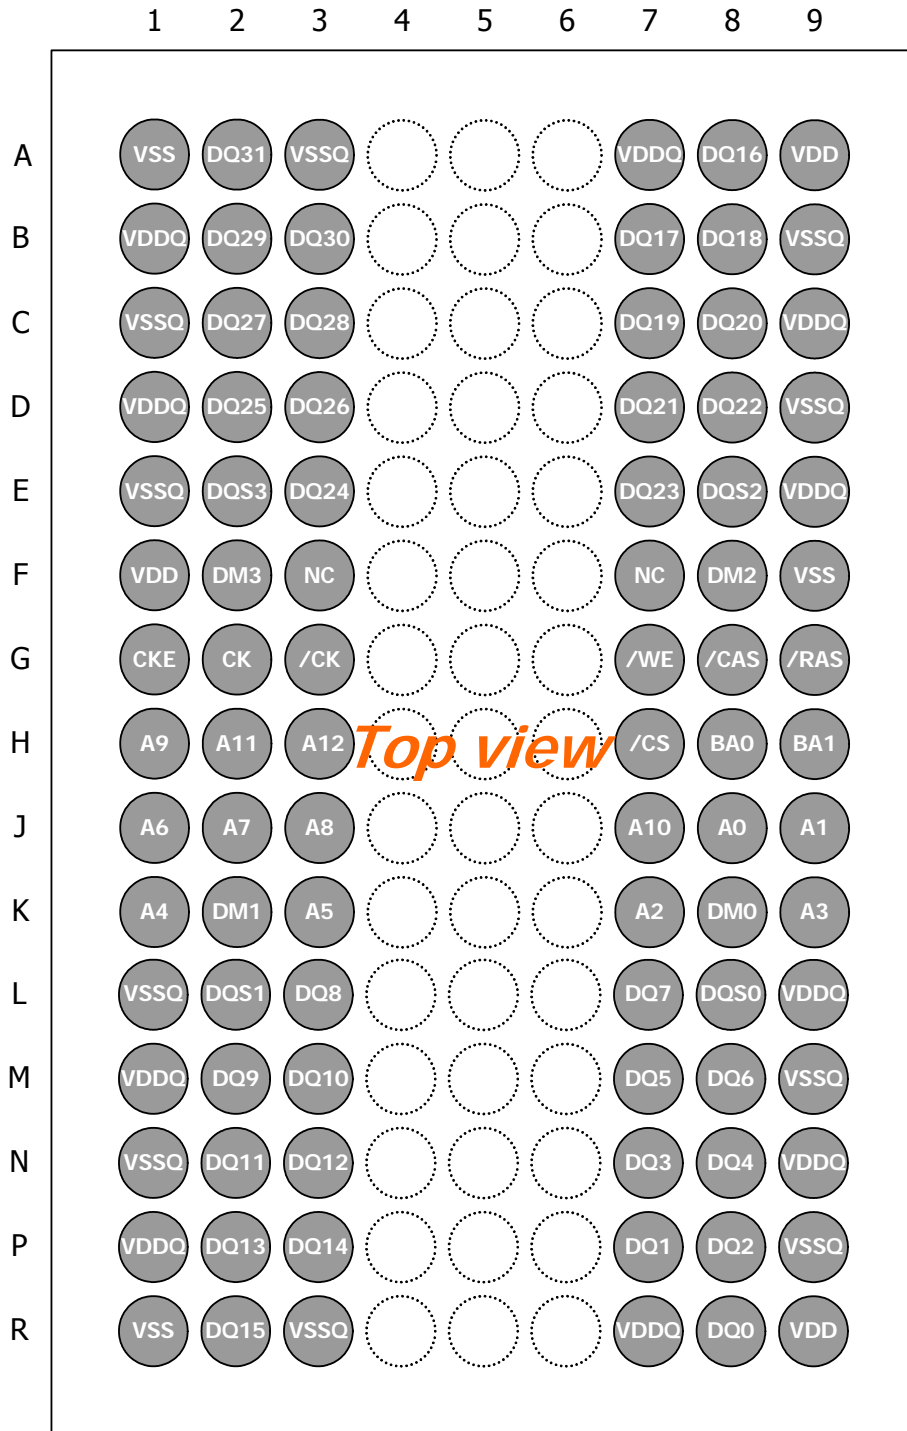 1 2 3 4 5 6 7 8 9
A VSS DQ31 VSSQ VDDQ DQ16 VDD
B VDDQ DQ29 DQ30 DQ17 DQ18 VSSQ
C VSSQ DQ27 DQ28 DQ19 DQ20 VDDQ
D VDDQ DQ25 DQ26 DQ21 DQ22 VSSQ
E VSSQ DQS3 DQ24 DQ23 DQS2 VDDQ
F VDD DM3 NC NC DM2 VSS
G CKE CK /CK /WE /CAS /RAS
H A9 A11 A12 Top view /CS BA0 BA1
J A6 A7 A8 A10 A0 A1
K A4 DM1 A5 A2 DM0 A3
L VSSQ DQS1 DQ8 DQ7 DQS0 VDDQ
M VDDQ DQ9 DQ10 DQ5 DQ6 VSSQ
N VSSQ DQ11 DQ12 DQ3 DQ4 VDDQ
P VDDQ DQ13 DQ14 DQ1 DQ2 VSSQ
R VSS DQ15 VSSQ VDDQ DQ0 VDD